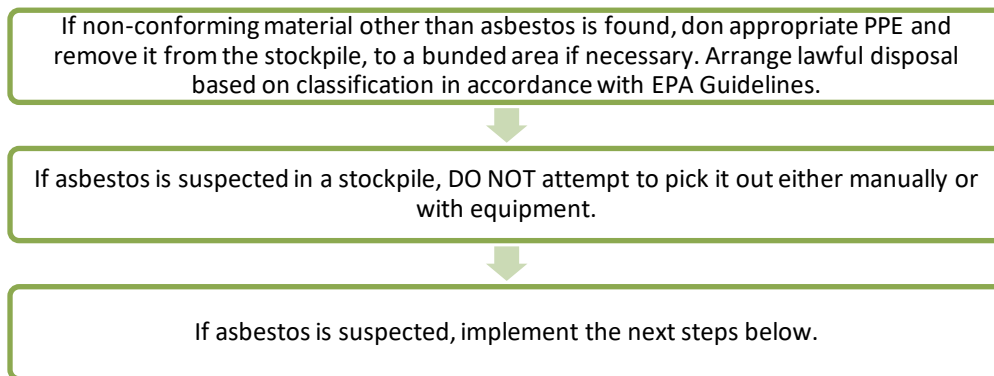 If non-conforming material other than asbestos is found, don appropriate PPE and
remove it from the stockpile, to a bunded area if necessary. Arrange lawful disposal
based on classification in accordance with EPA Guidelines.
If asbestos is suspected in a stockpile, DO NOT attempt to pick it out either manually or
with equipment.
If asbestos is suspected, implement the next steps below.